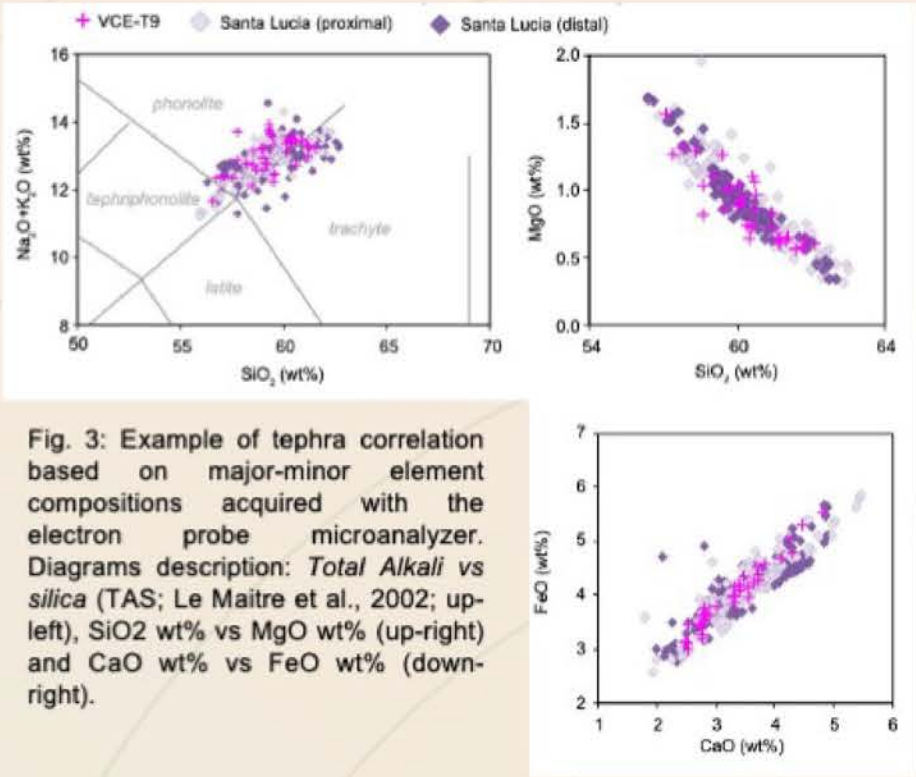 VCE-T9 Santa Lucia (proximal) Santa Lucia (distal)
16
14
12
10
8
Na2O+K2O (wt%)
phonolite
tephriphonolite
trachyte
latite
50 55 60 65 70
SiO2 (wt%)
2.0
1.5
1.0
0.5
0.0
MgO (wt%)
54 60 64
SiO2 (wt%)
Fig. 3: Example of tephra correlation
based on major-minor element
compositions acquired with the
electron probe microanalyzer.
Diagrams description: Total Alkali vs
silica (TAS; Le Maitre et al., 2002; up-
left), SiO2 wt% vs MgO wt% (up-right)
and CaO wt% vs FeO wt% (down-
right).
7
6
5
4
3
2
FeO (wt%)
1 2 3 4 5 6
CaO (wt%)